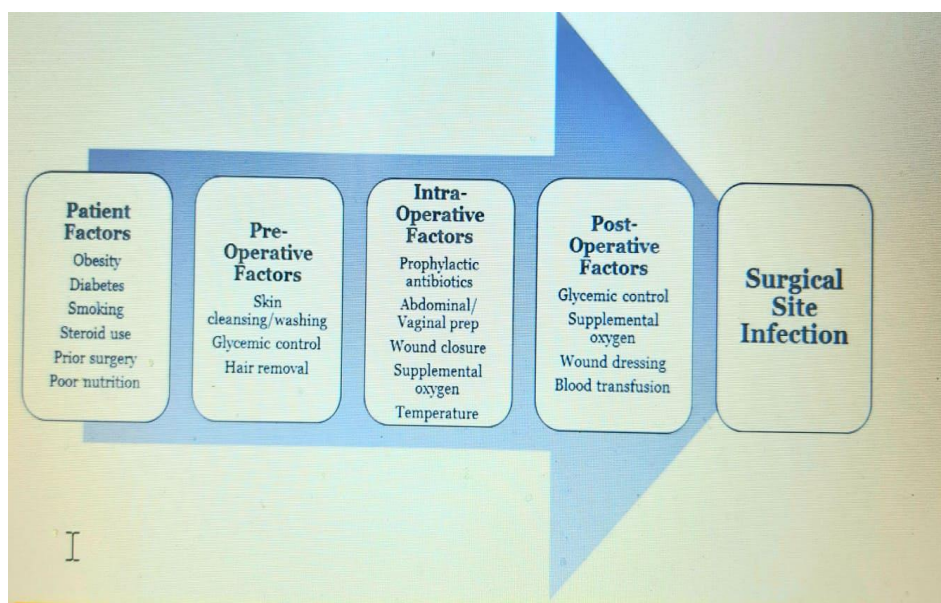 Patient
Factors
Obesity
Diabetes
Smoking
Steroid use
Prior surgery
Poor nutrition
Pre-
Operative
Factors
Skin
cleansing/washing
Glycemic control
Hair removal
Intra-
Operative
Factors
Prophylactic
antibiotics
Abdominal/
Vaginal prep
Wound closure
Supplemental
oxygen
Temperature
Post-
Operative
Factors
Glycemic control
Supplemental
oxygen
Wound dressing
Blood transfusion
Surgical
Site
Infection